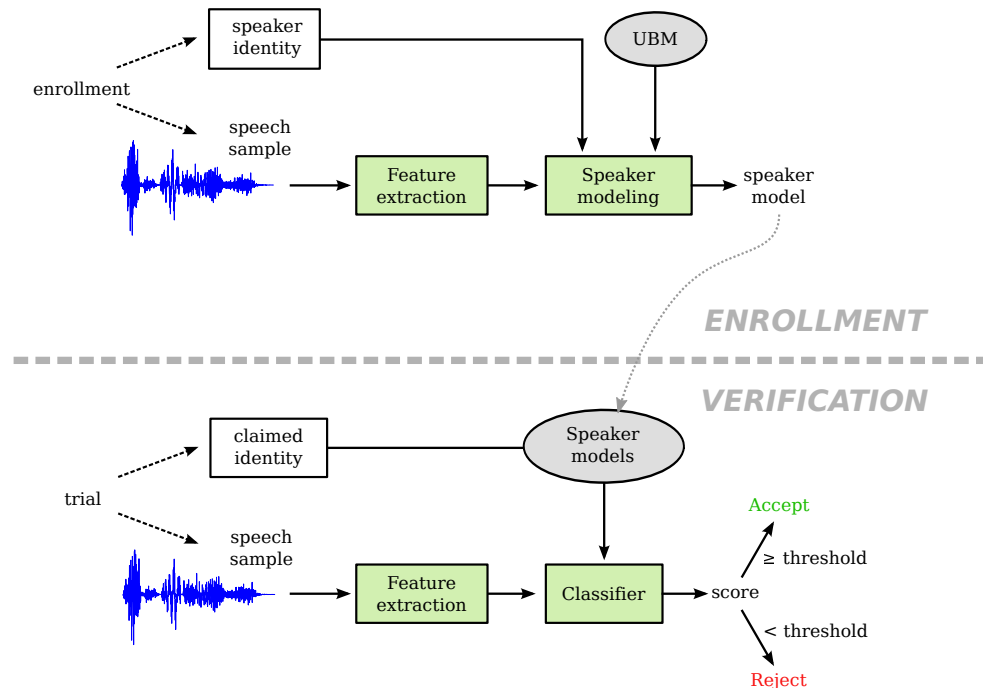 speaker
identity
UBM
enrollment
speech
sample
Feature
extraction
Speaker
modeling
speaker
model
ENROLLMENT
VERIFICATION
claimed
identity
Speaker
models
trial
speech
sample
Feature
extraction
Classifier
score
Accept
≥ threshold
< threshold
Reject